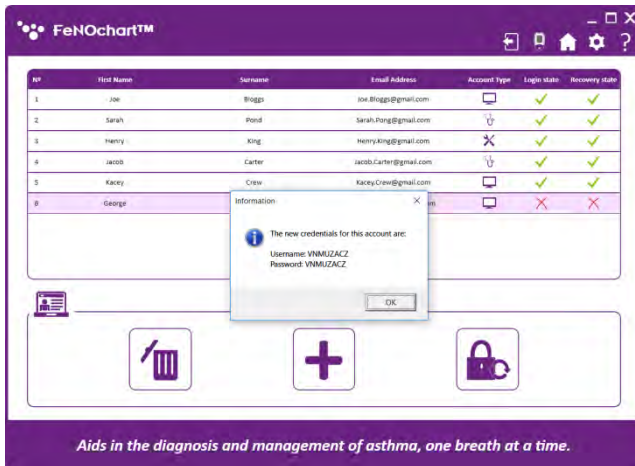 FeNOchart™
Nº First Name Surname Email Address Account Type Login state Recovery state
1 Joe Bloggs Joe.Bloggs@gmail.com
2 Sarah Pond Sarah.Pong@gmail.com
3 Henry King Henry.King@gmail.com
4 Jacob Carter Jacob.Carter@gmail.com
5 Kacey Crew Kacey.Crew@gmail.com
6 George
Information
The new credentials for this account are:
Username: VNMUZACZ
Password: VNMUZACZ
OK
Aids in the diagnosis and management of asthma, one breath at a time.